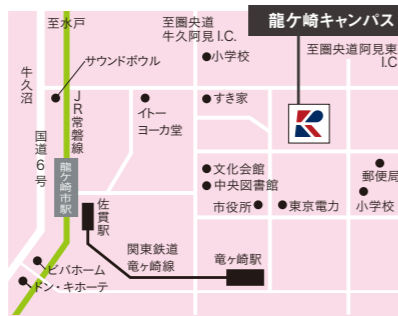 龍ケ崎キャンパス
至水戸
至圏央道
牛久阿見I.C.
至圏央道阿見東
I.C
サウンドボウル
小学校
牛久沼
JR常磐線
イトー
ヨーカ堂
すき家
国道6号
龍ケ崎市駅
文化会館
中央図書館
郵便局
佐貫駅
市役所
東京電力
小学校
関東鉄道
竜ヶ崎線
竜ヶ崎駅
ビバホーム
ドン・キホーテ